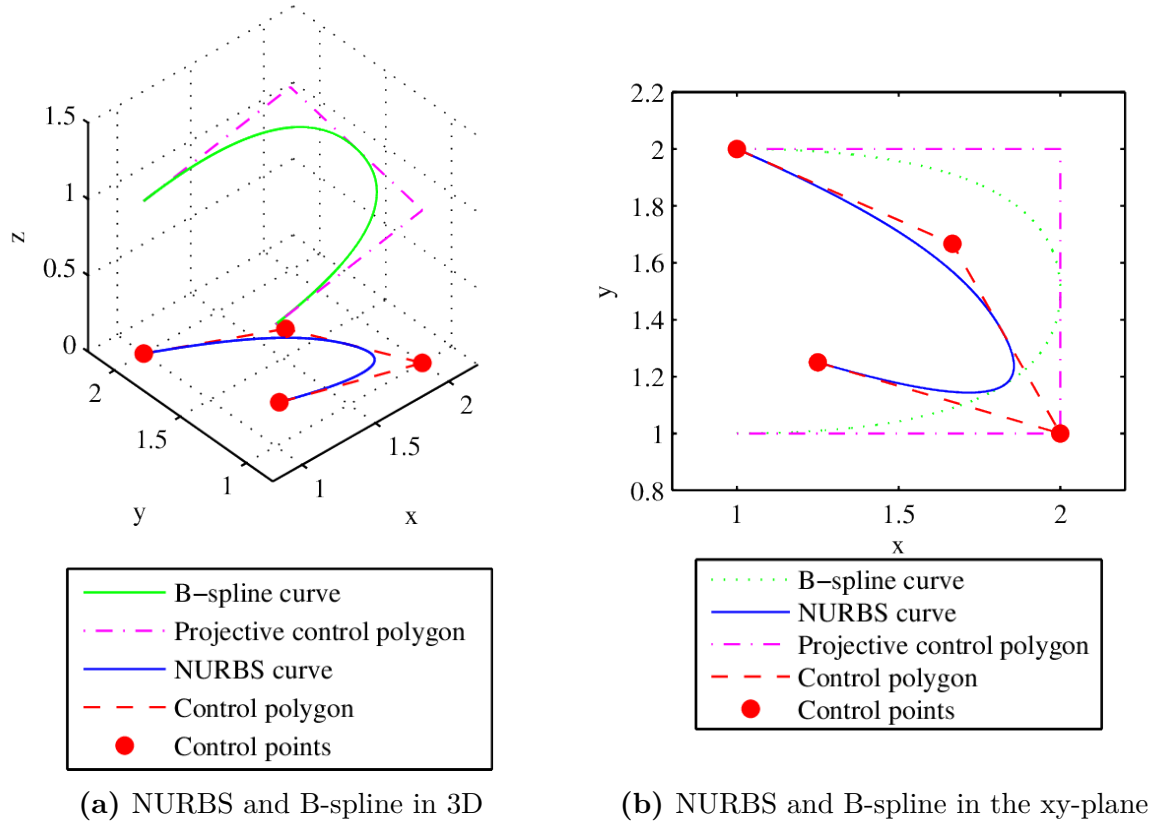 1.5
1
0.5
0
z
2
1.5
1
y
1
1.5
2
x
B−spline curve
Projective control polygon
NURBS curve
Control polygon
Control points
(a) NURBS and B-spline in 3D
2.2
2
1.8
1.6
1.4
1.2
1
0.8
y
1
1.5
2
x
B−spline curve
NURBS curve
Projective control polygon
Control polygon
Control points
(b) NURBS and B-spline in the xy-plane